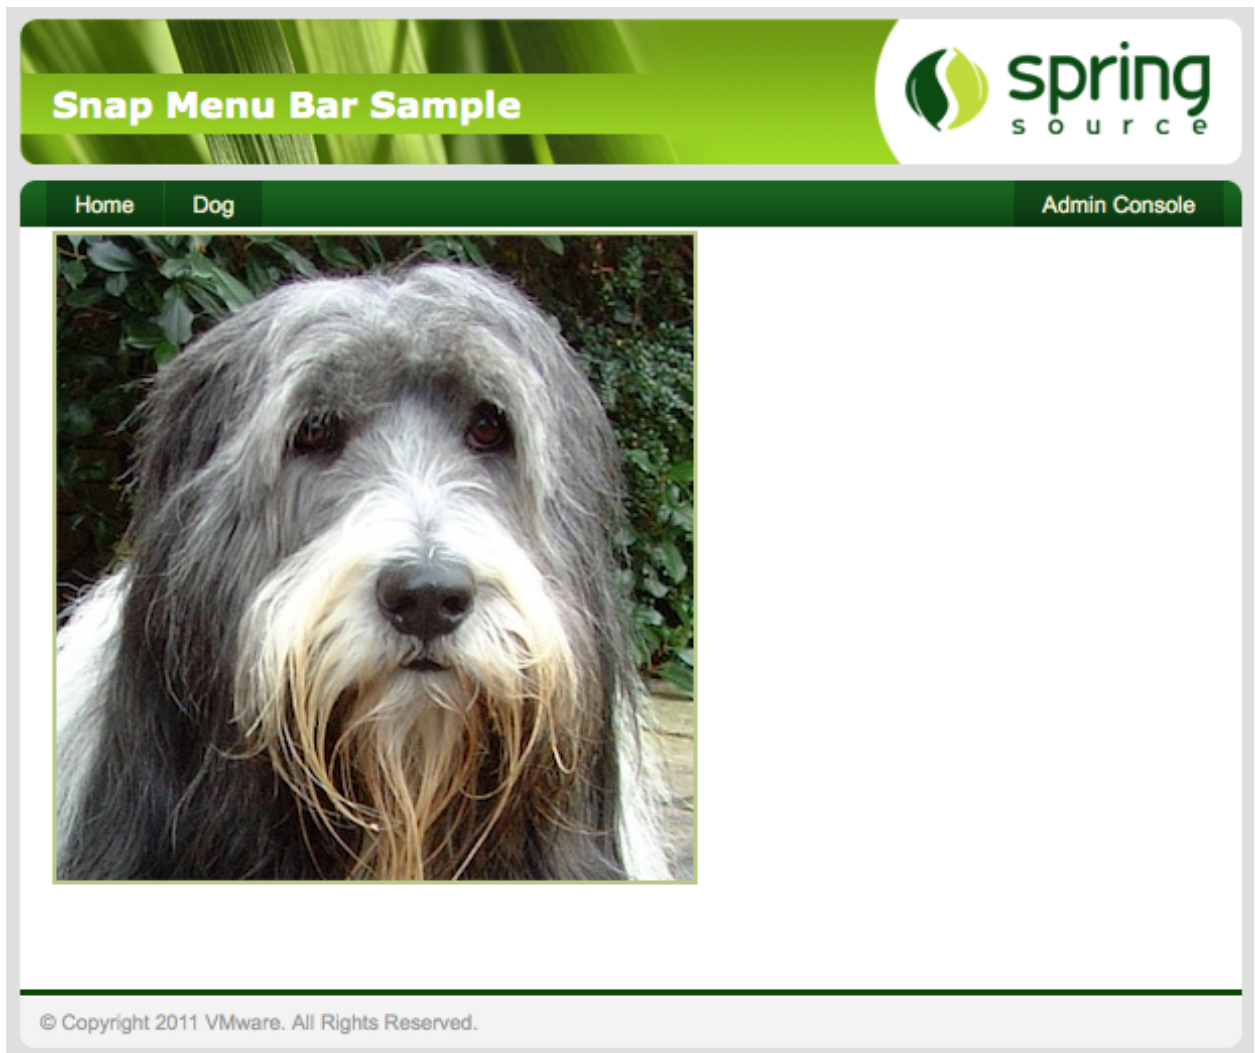 Snap Menu Bar Sample
spring
source
Home Dog Admin Console
© Copyright 2011 VMware. All Rights Reserved.